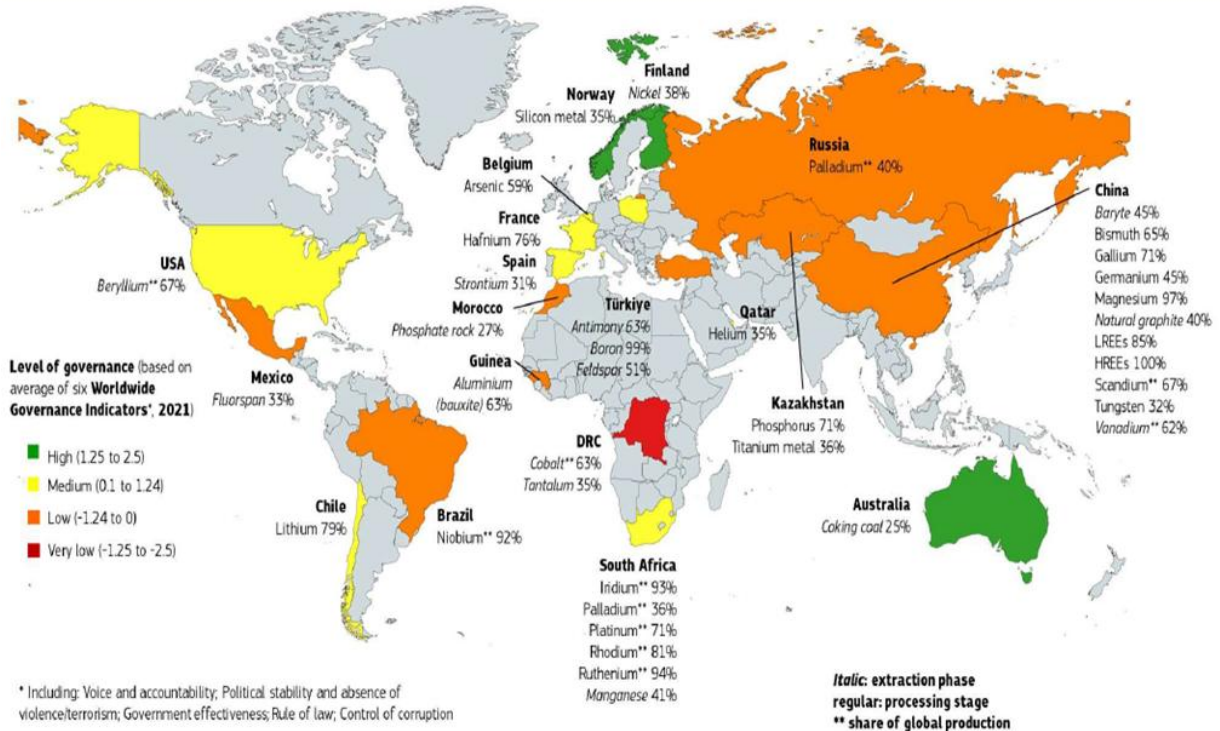 Finland
Nickel 38%
Norway
Silicon metal 35%
Belgium
Arsenic 59%
France
Hafnium 76%
Spain
Strontium 31%
Morocco
Phosphate rock 27%
Guinea
Aluminium
(bauxite) 63%
Türkiye
Antimony 63%
Boron 99%
Feldspar 51%
Qatar
Helium 35%
Russia
Palladium** 40%
China
Baryte 45%
Bismuth 65%
Gallium 71%
Germanium 45%
Magnesium 97%
Natural graphite 40%
LREEs 85%
HREEs 100%
Scandium** 67%
Tungsten 32%
Vanadium** 62%
USA
Beryllium** 67%
Mexico
Fluorspan 33%
Level of governance (based on
average of six Worldwide
Governance Indicators*, 2021)
High (1.25 to 2.5)
Medium (0.1 to 1.24)
Low (-1.24 to 0)
Very low (-1.25 to -2.5)
Chile
Lithium 79%
Brazil
Niobium** 92%
DRC
Cobalt** 63%
Tantalum 35%
Kazakhstan
Phosphorus 71%
Titanium metal 36%
Australia
Coking coal 25%
South Africa
Iridium** 93%
Palladium** 36%
Platinum** 71%
Rhodium** 81%
Ruthenium** 94%
Manganese 41%
* Including: Voice and accountability; Political stability and absence of
violence/terrorism; Government effectiveness; Rule of law; Control of corruption
Italic: extraction phase
regular: processing stage
** share of global production